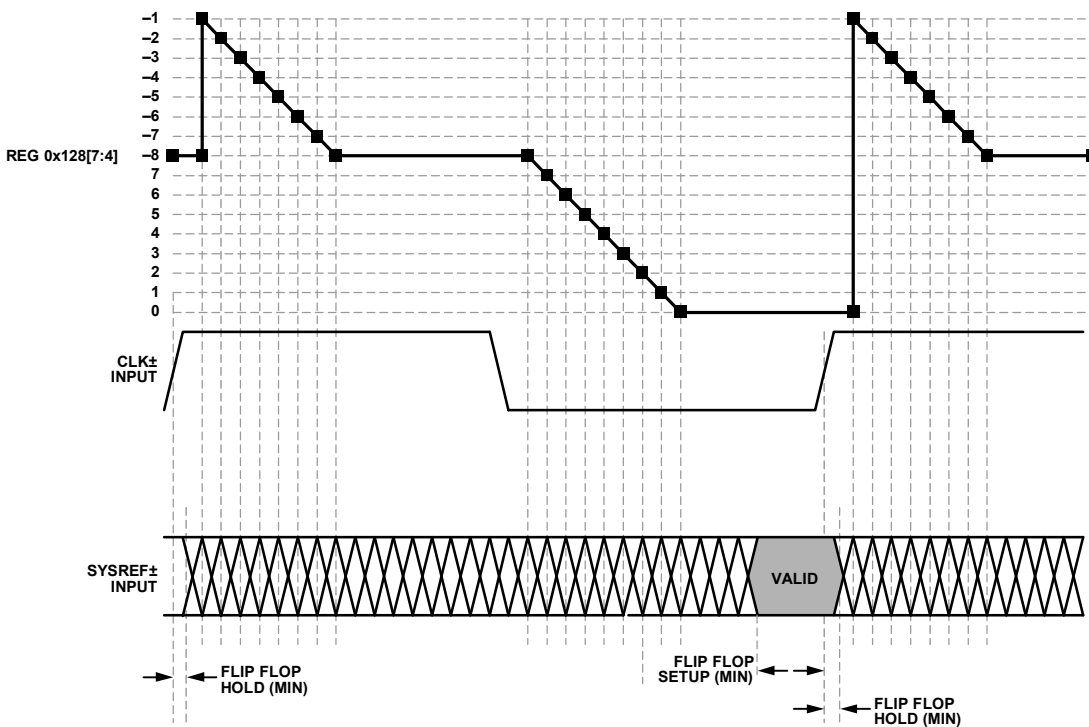 −1
−2
−3
−4
−5
−6
−7
REG 0x128[7:4]
−8
7
6
5
4
3
2
1
0
CLK±
INPUT
SYSREF±
INPUT
VALID
FLIP FLOP
HOLD (MIN)
FLIP FLOP
SETUP (MIN)
FLIP FLOP
HOLD (MIN)